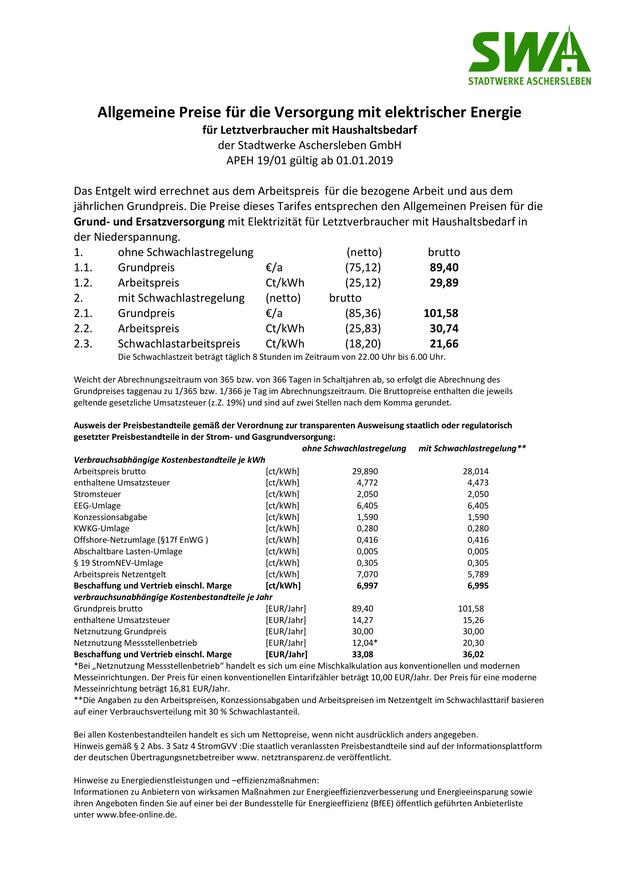 SWA
STADTWERKE ASCHERSLEBEN
Allgemeine Preise für die Versorgung mit elektrischer Energie
für Letztverbraucher mit Haushaltsbedarf
der Stadtwerke Aschersleben GmbH
APEH 19/01 gültig ab 01.01.2019
Das Entgelt wird errechnet aus dem Arbeitspreis für die bezogene Arbeit und aus dem
jährlichen Grundpreis. Die Preise dieses Tarifes entsprechen den Allgemeinen Preisen für die
Grund- und Ersatzversorgung mit Elektrizität für Letztverbraucher mit Haushaltsbedarf in
der Niederspannung.
1. ohne Schwachlastregelung (netto) brutto
1.1. Grundpreis €/a (75,12) 89,40
1.2. Arbeitspreis Ct/kWh (25,12) 29,89
2. mit Schwachlastregelung (netto) brutto
2.1. Grundpreis €/a (85,36) 101,58
2.2. Arbeitspreis Ct/kWh (25,83) 30,74
2.3. Schwachlastarbeitspreis Ct/kWh (18,20) 21,66
Die Schwachlastzeit beträgt täglich 8 Stunden im Zeitraum von 22.00 Uhr bis 6.00 Uhr.
Weicht der Abrechnungszeitraum von 365 bzw. von 366 Tagen in Schaltjahren ab, so erfolgt die Abrechnung des
Grundpreises taggenau zu 1/365 bzw. 1/366 je Tag im Abrechnungszeitraum. Die Bruttopreise enthalten die jeweils
geltende gesetzliche Umsatzsteuer (z.Z. 19%) und sind auf zwei Stellen nach dem Komma gerundet.
Ausweis der Preisbestandteile gemäß der Verordnung zur transparenten Ausweisung staatlich oder regulatorisch
gesetzter Preisbestandteile in der Strom- und Gasgrundversorgung:
ohne Schwachlastregelung mit Schwachlastregelung**
Verbrauchsabhängige Kostenbestandteile je kWh
Arbeitspreis brutto [ct/kWh] 29,890 28,014
enthaltene Umsatzsteuer [ct/kWh] 4,772 4,473
Stromsteuer [ct/kWh] 2,050 2,050
EEG-Umlage [ct/kWh] 6,405 6,405
Konzessionsabgabe [ct/kWh] 1,590 1,590
KWKG-Umlage [ct/kWh] 0,280 0,280
Offshore-Netzumlage (§17f EnWG ) [ct/kWh] 0,416 0,416
Abschaltbare Lasten-Umlage [ct/kWh] 0,005 0,005
§ 19 StromNEV-Umlage [ct/kWh] 0,305 0,305
Arbeitspreis Netzentgelt [ct/kWh] 7,070 5,789
Beschaffung und Vertrieb einschl. Marge [ct/kWh] 6,997 6,995
verbrauchsunabhängige Kostenbestandteile je Jahr
Grundpreis brutto [EUR/Jahr] 89,40 101,58
enthaltene Umsatzsteuer [EUR/Jahr] 14,27 15,26
Netznutzung Grundpreis [EUR/Jahr] 30,00 30,00
Netznutzung Messstellenbetrieb [EUR/Jahr] 12,04* 20,30
Beschaffung und Vertrieb einschl. Marge [EUR/Jahr] 33,08 36,02
*Bei „Netznutzung Messstellenbetrieb“ handelt es sich um eine Mischkalkulation aus konventionellen und modernen
Messeinrichtungen. Der Preis für einen konventionellen Eintarifzähler beträgt 10,00 EUR/Jahr. Der Preis für eine moderne
Messeinrichtung beträgt 16,81 EUR/Jahr.
**Die Angaben zu den Arbeitspreisen, Konzessionsabgaben und Arbeitspreisen im Netzentgelt im Schwachlasttarif basieren
auf einer Verbrauchsverteilung mit 30 % Schwachlastanteil.
Bei allen Kostenbestandteilen handelt es sich um Nettopreise, wenn nicht ausdrücklich anders angegeben.
Hinweis gemäß § 2 Abs. 3 Satz 4 StromGVV :Die staatlich veranlassten Preisbestandteile sind auf der Informationsplattform
der deutschen Übertragungsnetzbetreiber www. netztransparenz.de veröffentlicht.
Hinweise zu Energiedienstleistungen und –effizienzmaßnahmen:
Informationen zu Anbietern von wirksamen Maßnahmen zur Energieeffizienzverbesserung und Energieeinsparung sowie
ihren Angeboten finden Sie auf einer bei der Bundesstelle für Energieeffizienz (BfEE) öffentlich geführten Anbieterliste
unter www.bfee-online.de.